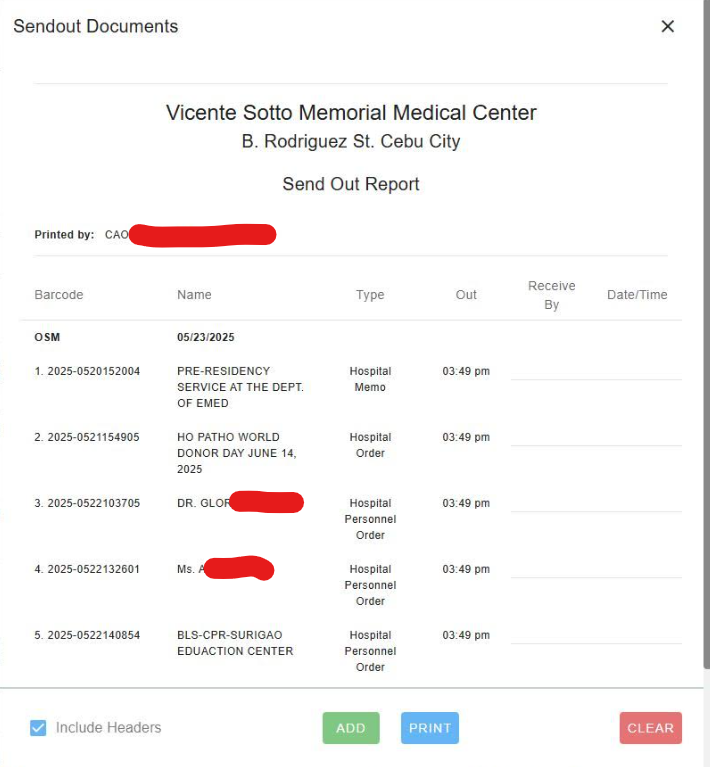 Sendout Documents
Vicente Sotto Memorial Medical Center
B. Rodriguez St. Cebu City
Send Out Report
Printed by: CAO
Barcode Name Type Out Receive By Date/Time
OSM 05/23/2025
1. 2025-0520152004 PRE-RESIDENCY Hospital 03:49 pm
SERVICE AT THE DEPT. Memo
OF EMED
2. 2025-0521154905 HO PATHO WORLD Hospital 03:49 pm
DONOR DAY JUNE 14, Order
2025
3. 2025-0522103705 DR. Hospital 03:49 pm
Personnel
Order
4. 2025-0522132601 Ms. Hospital 03:49 pm
Personnel
Order
5. 2025-0522140854 BLS-CPR-SURIGAO Hospital 03:49 pm
EDUACTION CENTER Personnel
Order
Include Headers ADD PRINT CLEAR